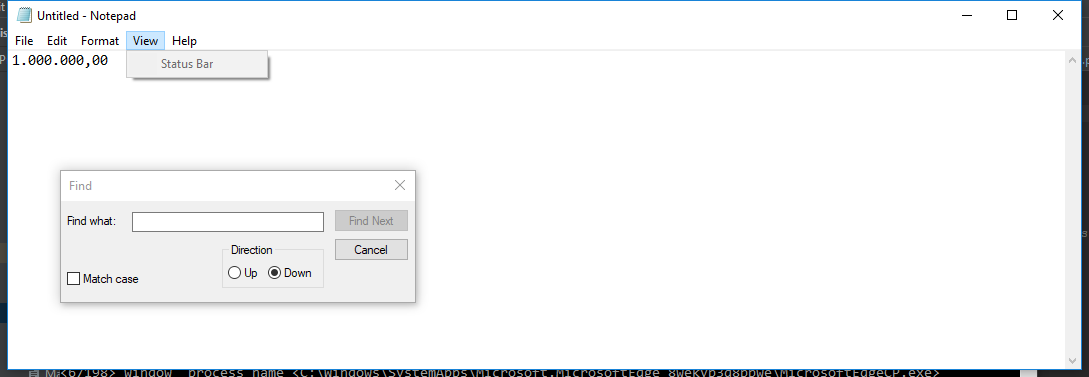 Untitled - Notepad
File Edit Format View Help
1.000.000,00
Status Bar
Find
Find what:
Find Next
Cancel
Direction
Up Down
Match case
<6/198> window process name <C:\Windows\SystemApps\Microsoft.MicrosoftEdge_8wekyb3d8bbwe\MicrosoftEdgeCP.exe>